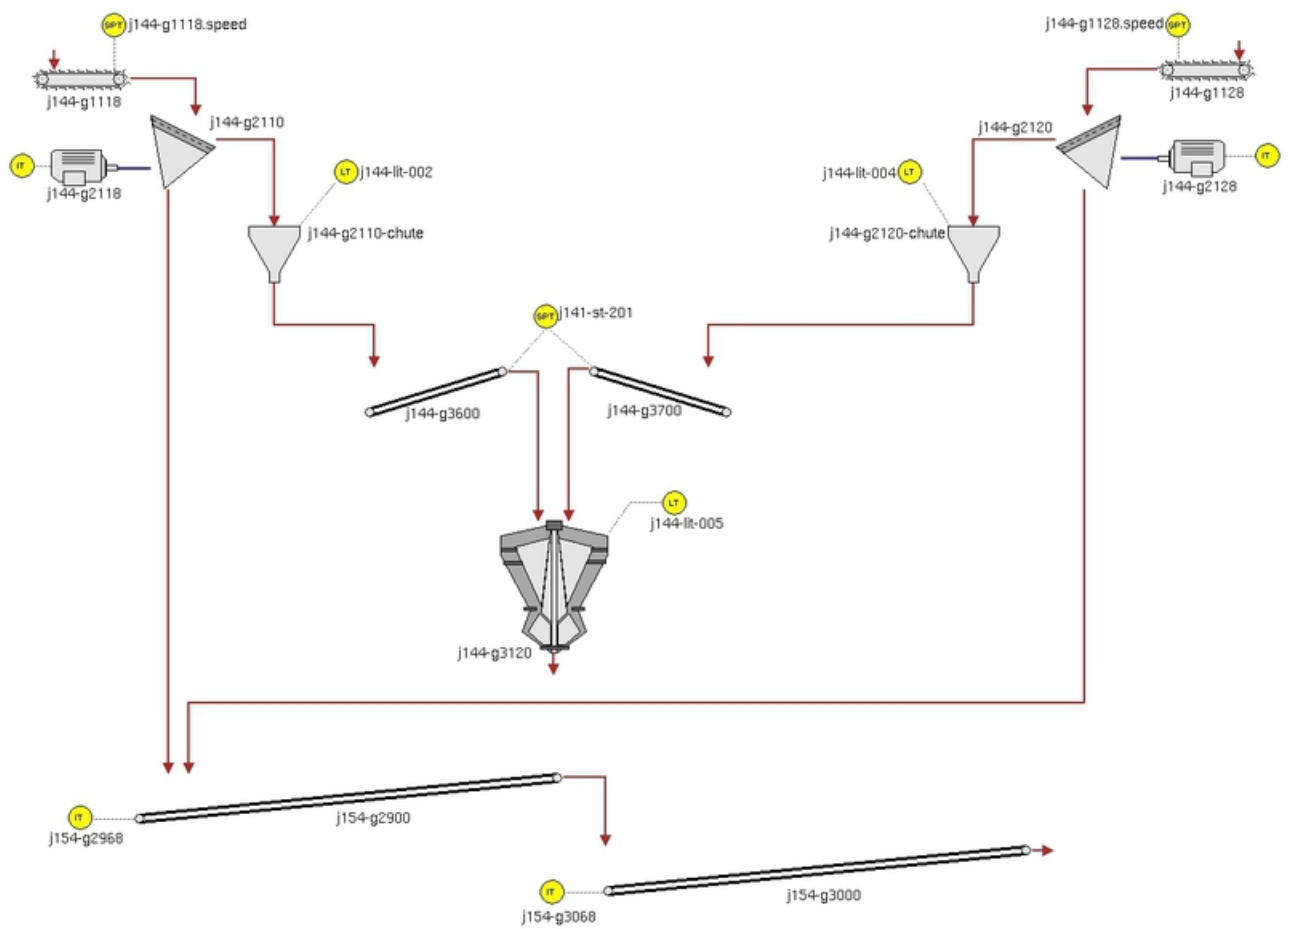 SPT j144-g1118.speed
j144-g1128.speed SPT
j144-g1118
j144-g1128
j144-g2110
j144-g2120
IT
IT
j144-g2118
j144-g2128
LT j144-lit-002
j144-lit-004 LT
j144-g2110-chute
j144-g2120-chute
SPT j141-st-201
j144-g3600
j144-g3700
LT
j144-lit-005
j144-g3120
IT
j154-g2968
j154-g2900
IT
j154-g3068
j154-g3000